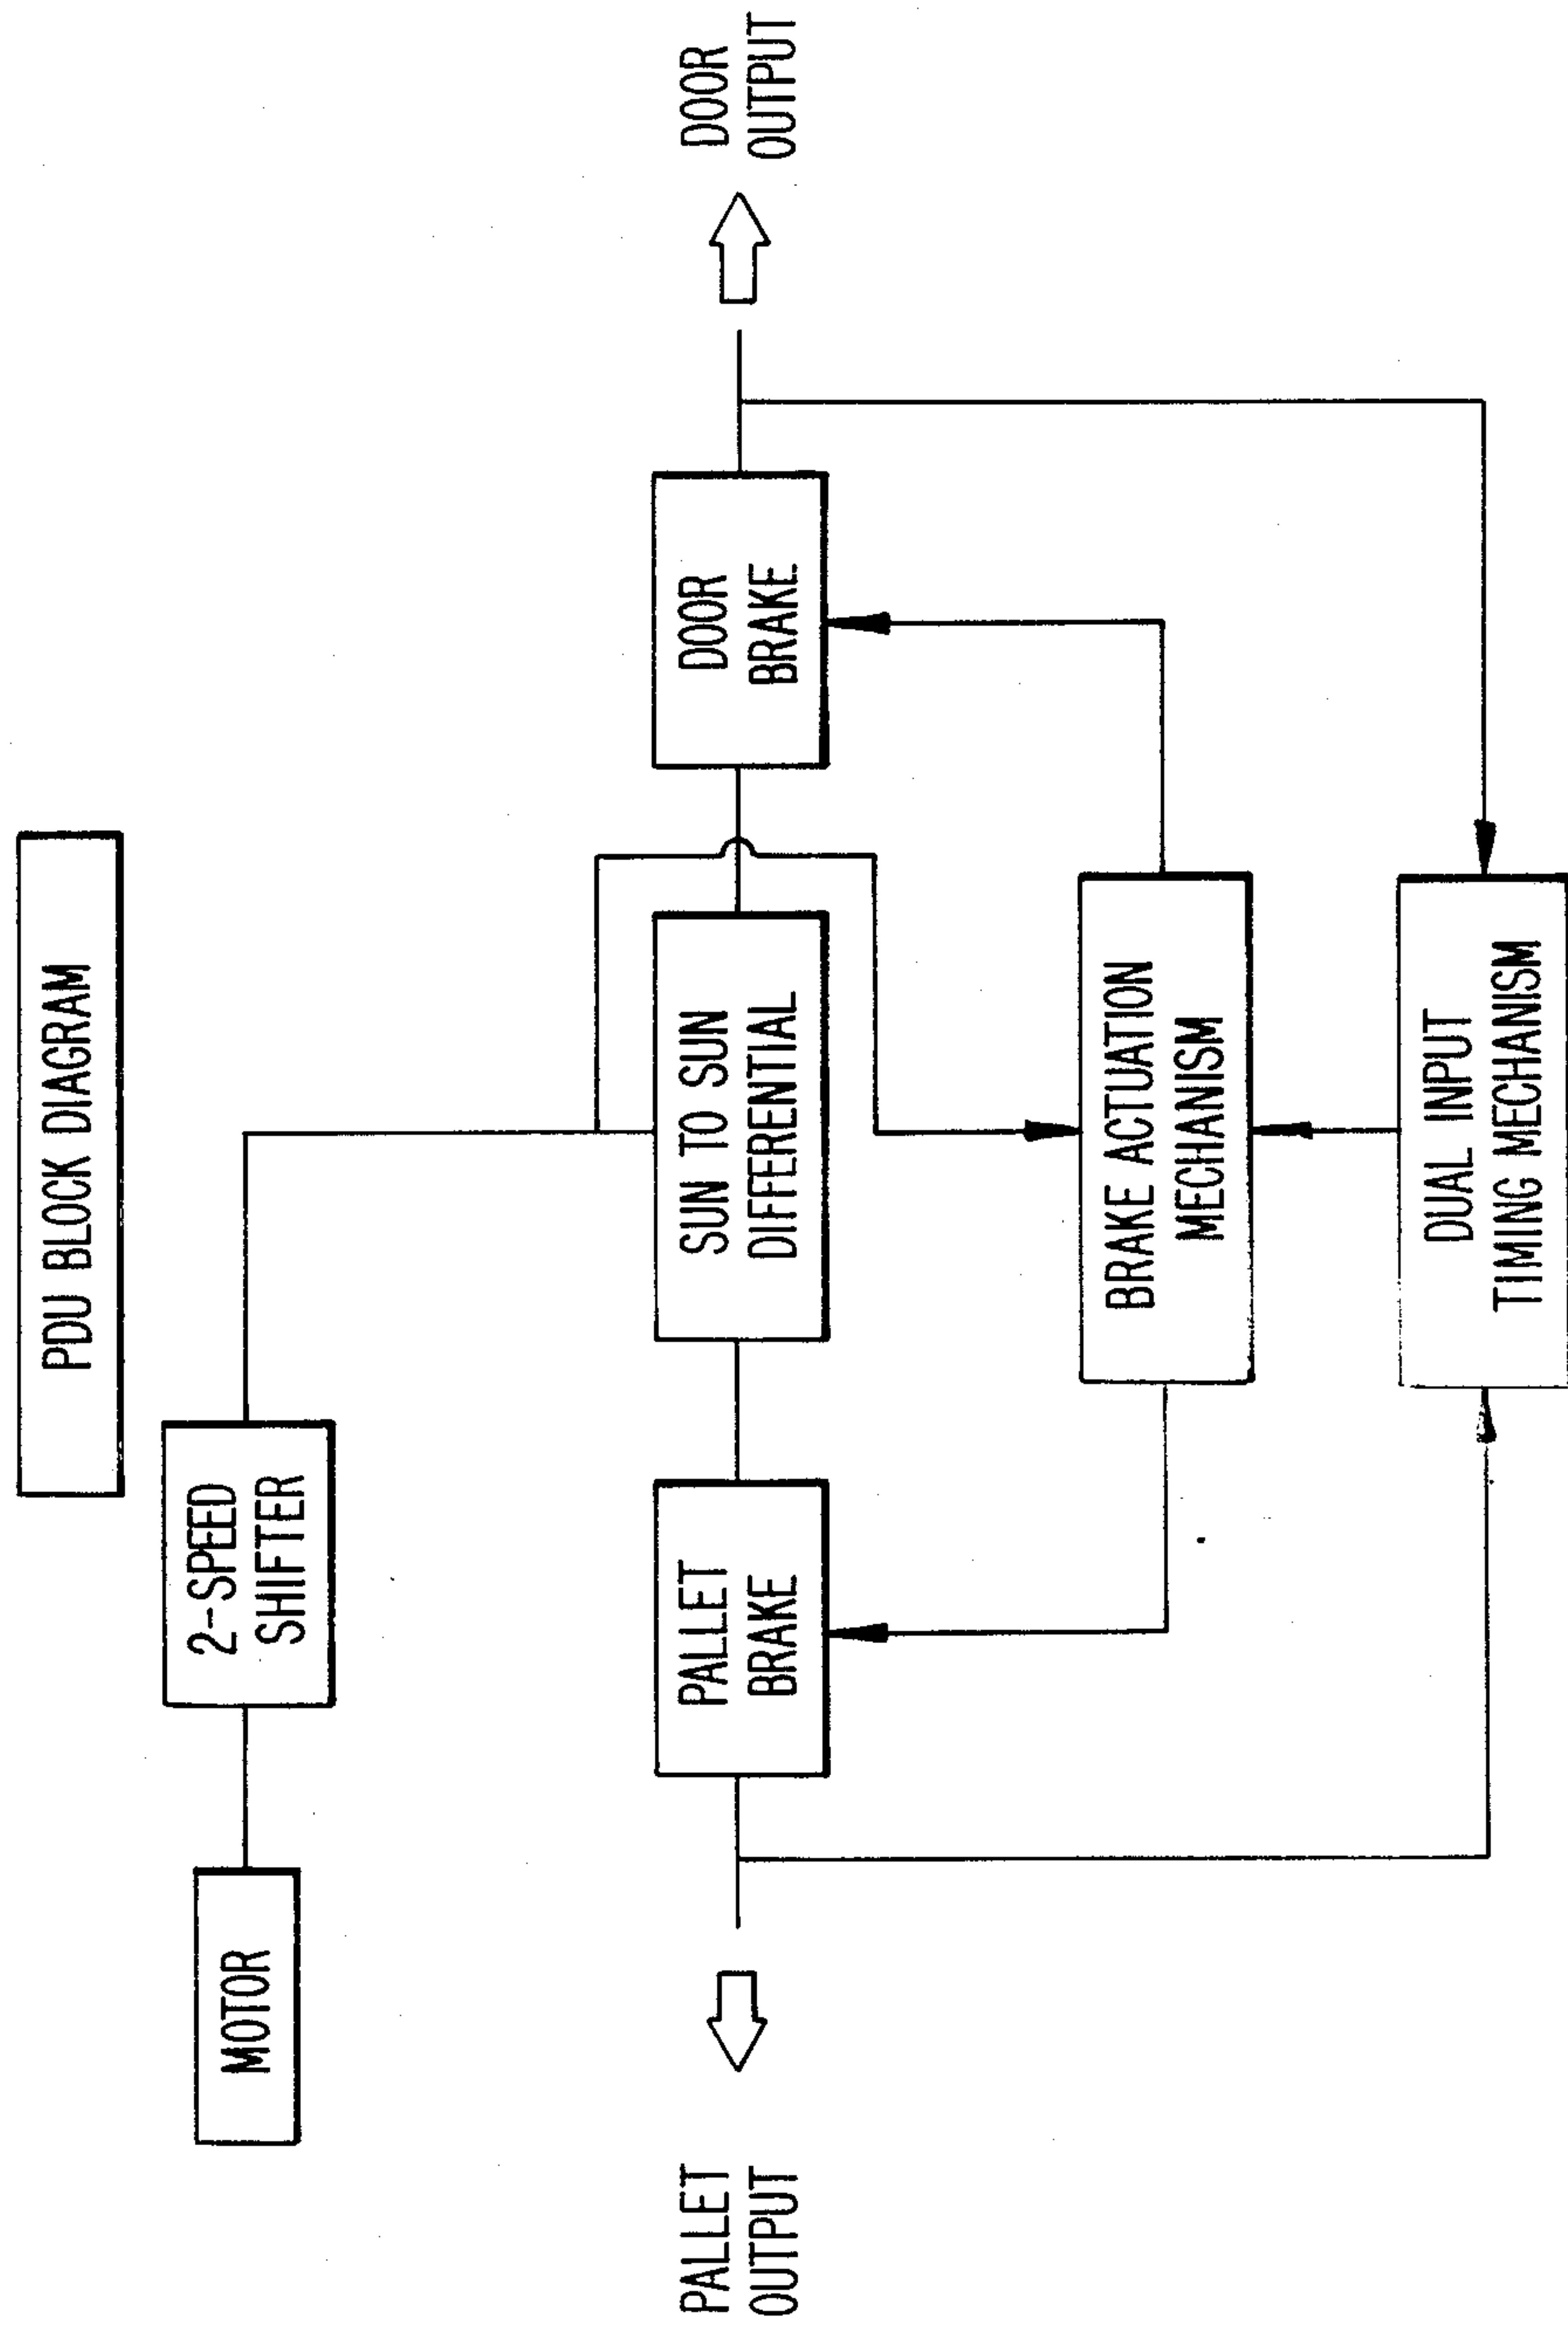 PDU BLOCK DIAGRAM
MOTOR
2-SPEED
SHIFTER
PALLET
OUTPUT
PALLET
BRAKE
SUN TO SUN
DIFFERENTIAL
DOOR
BRAKE
DOOR
OUTPUT
BRAKE ACTUATION
MECHANISM
DUAL INPUT
TIMING MECHANISM